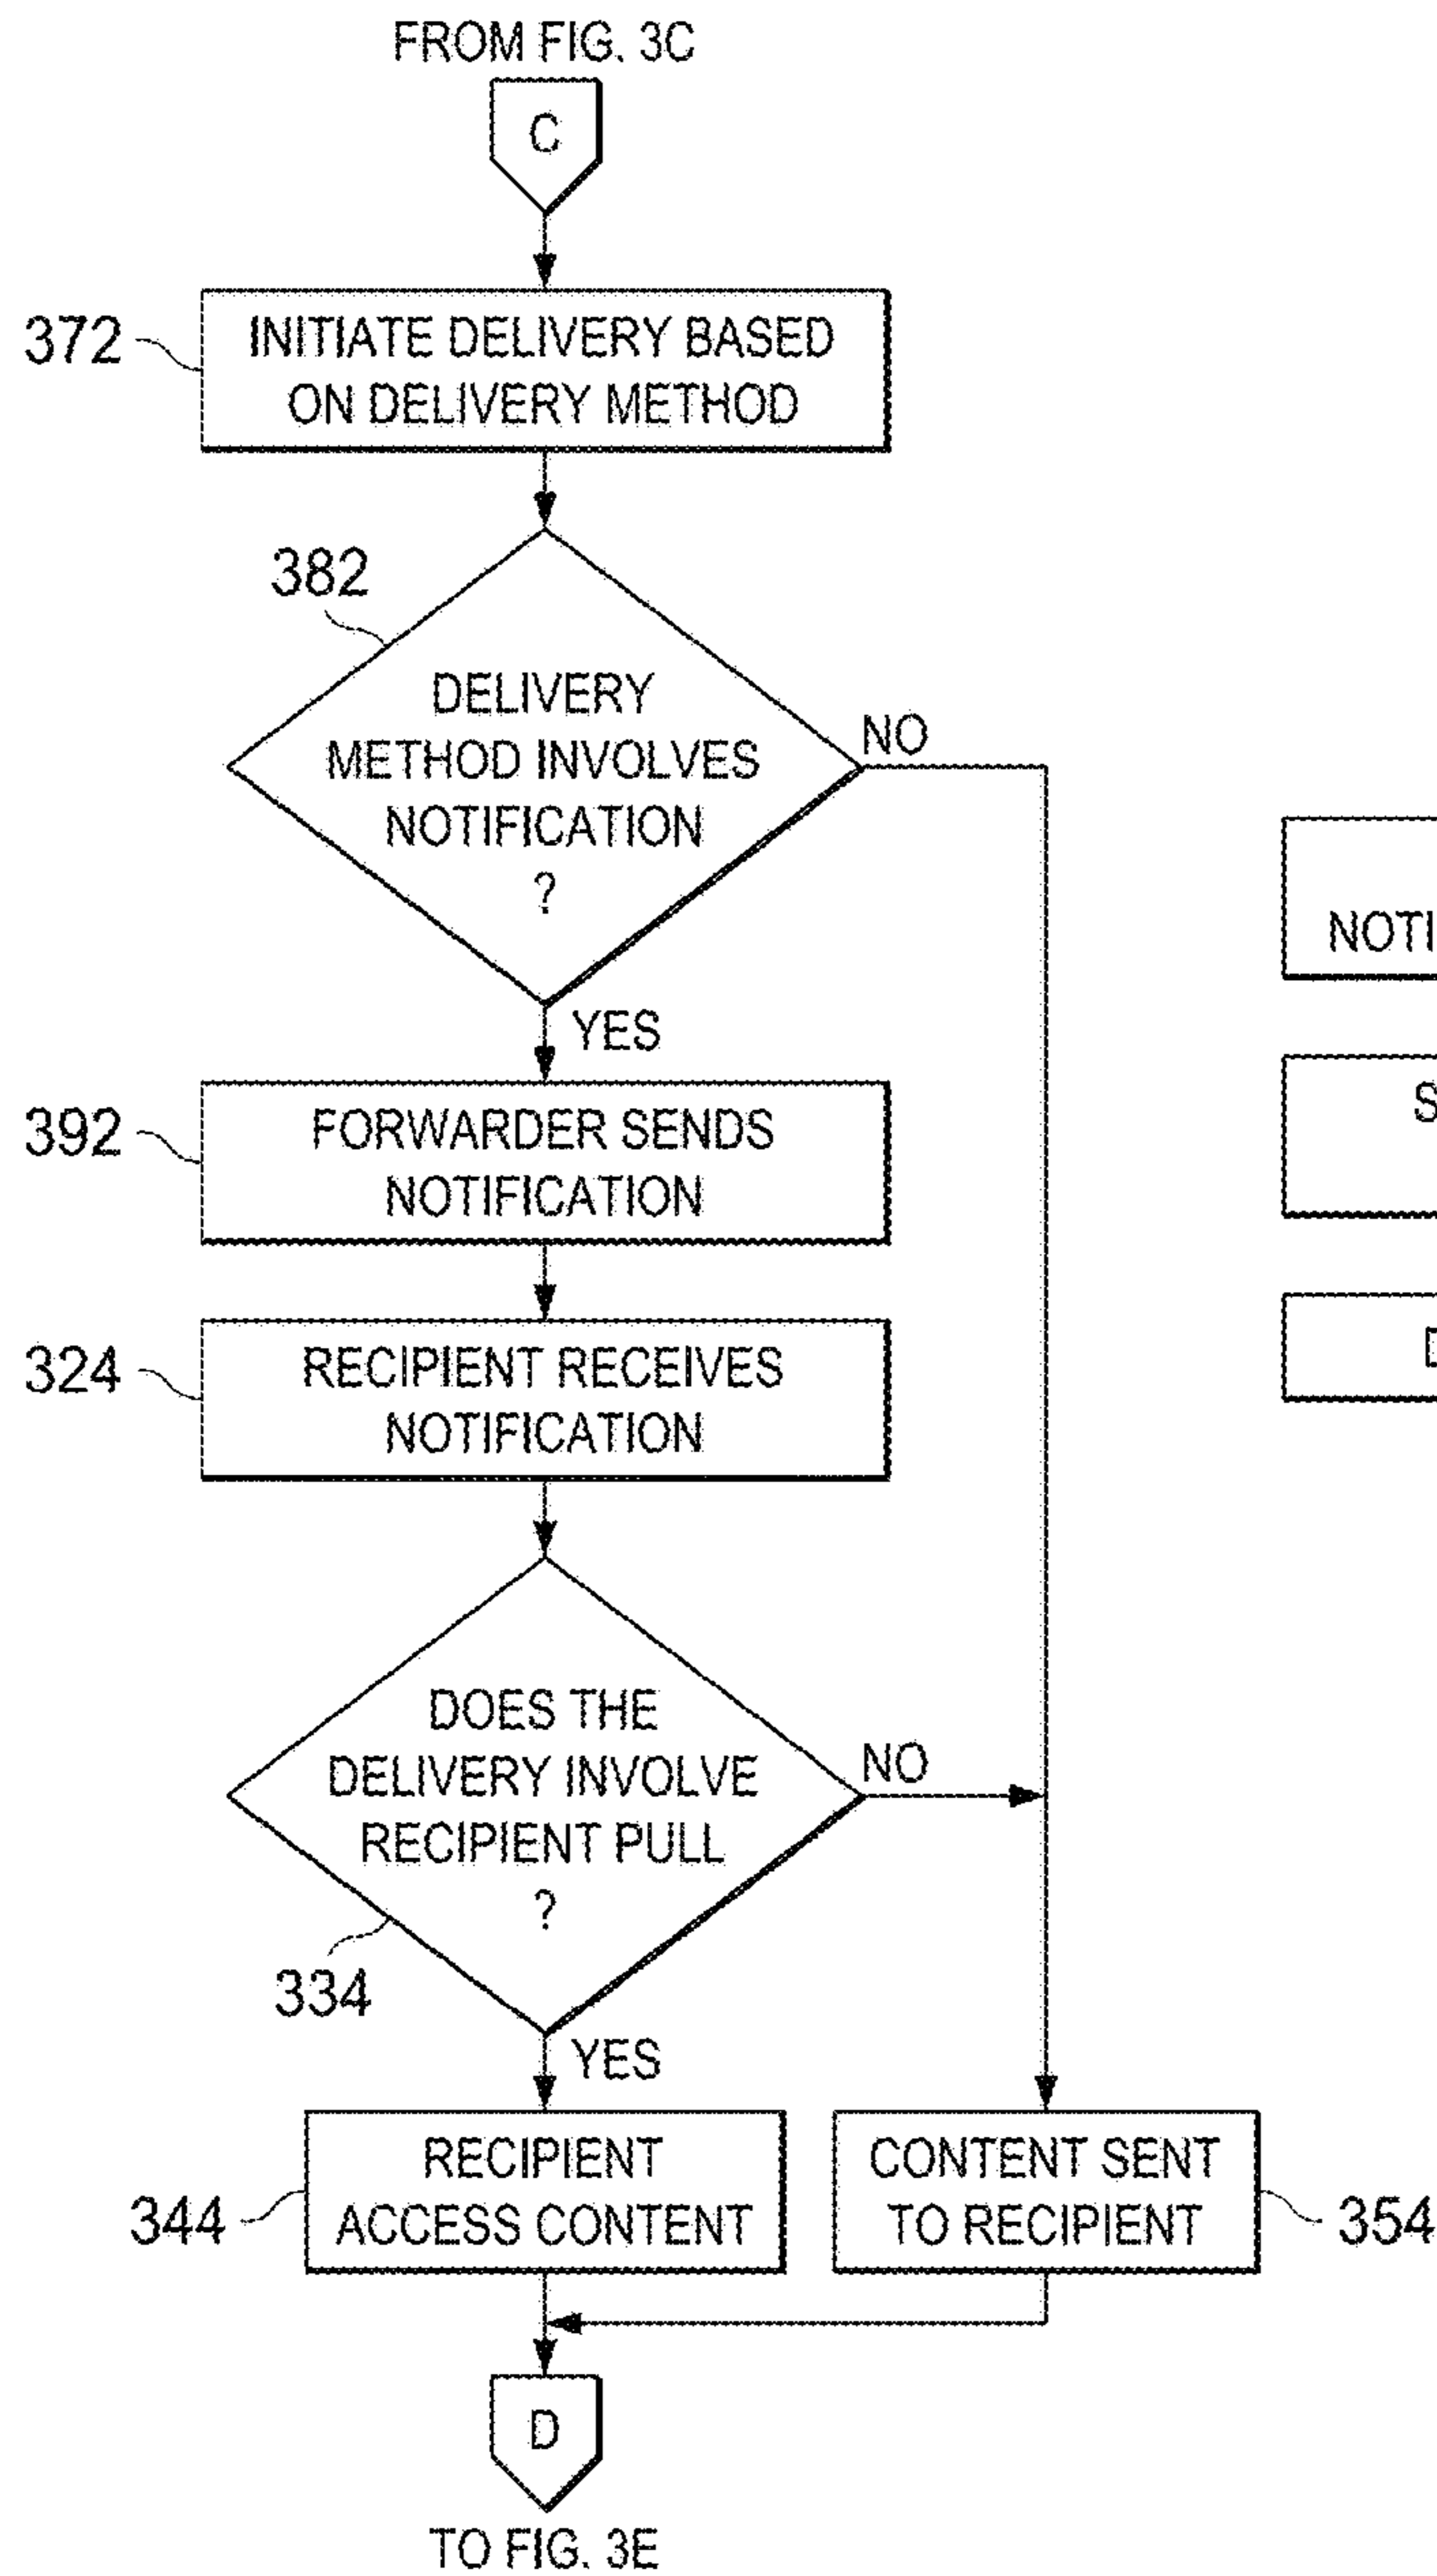 FROM FIG. 3C
C
372
INITIATE DELIVERY BASED
ON DELIVERY METHOD
382
DELIVERY
METHOD INVOLVES
NOTIFICATION
?
NO
YES
392
FORWARDER SENDS
NOTIFICATION
324
RECIPIENT RECEIVES
NOTIFICATION
DOES THE
DELIVERY INVOLVE
RECIPIENT PULL
?
NO
334
YES
344
RECIPIENT
ACCESS CONTENT
CONTENT SENT
TO RECIPIENT
354
D
TO FIG. 3E
NOTI
S